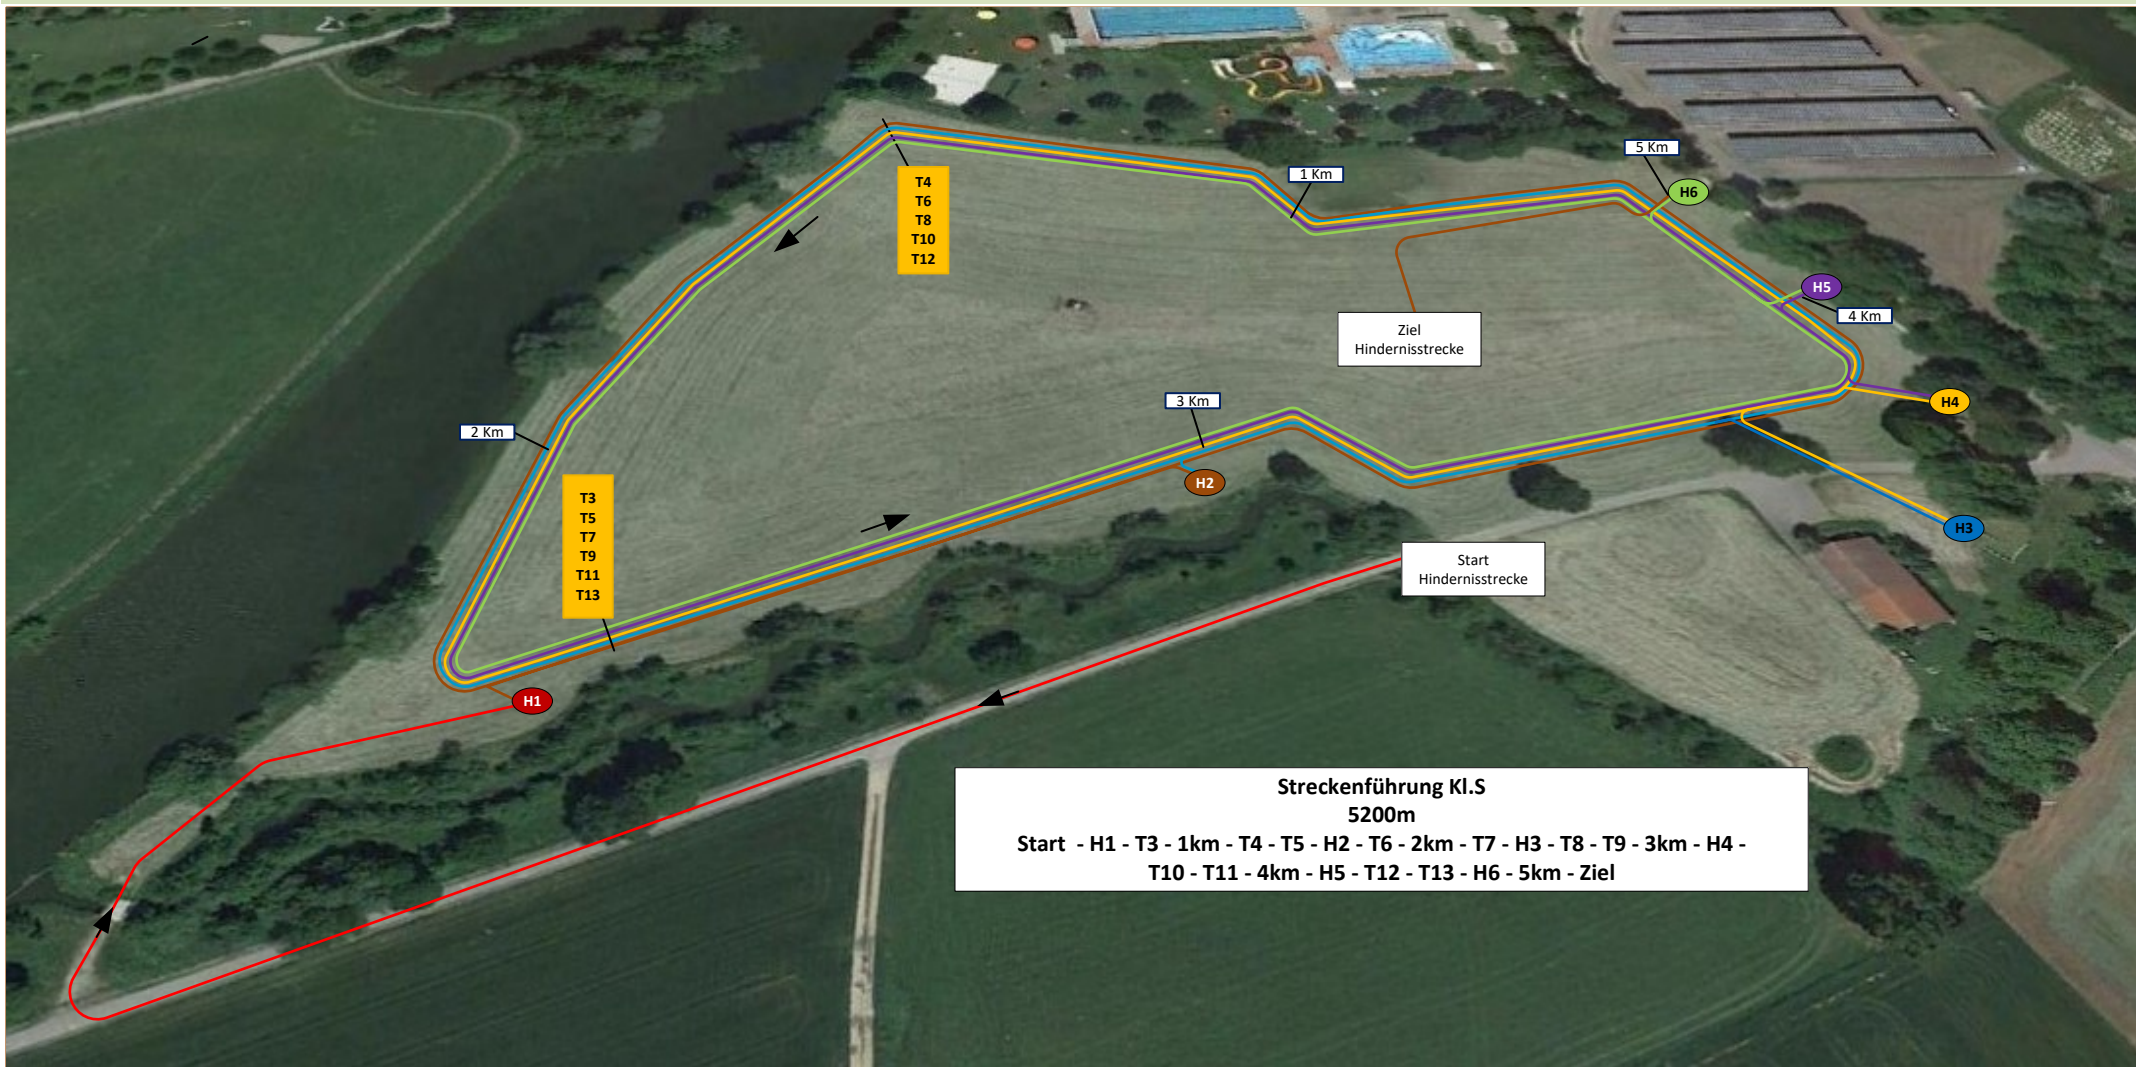 5 Km
1 Km
H6
T4
T6
T8
T10
T12
H5
4 Km
Ziel
Hindernisstrecke
3 Km
H4
2 Km
H2
T3
T5
T7
T9
T11
T13
H3
Start
Hindernisstrecke
H1
Streckenführung Kl.S
5200m
Start - H1 - T3 - 1km - T4 - T5 - H2 - T6 - 2km - T7 - H3 - T8 - T9 - 3km - H4 -
T10 - T11 - 4km - H5 - T12 - T13 - H6 - 5km - Ziel